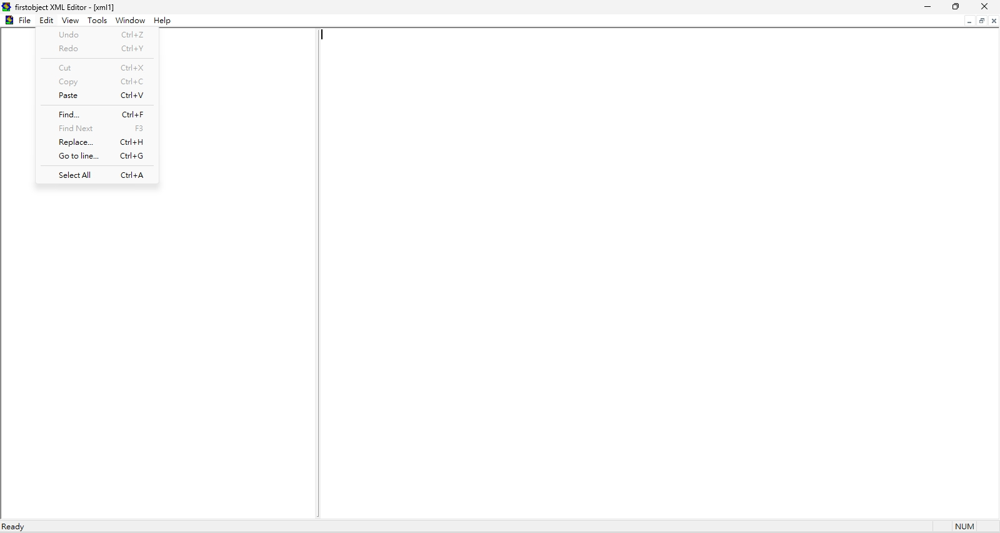 firstobject XML Editor - [xml1]
File Edit View Tools Window Help
Undo Ctrl+Z
Redo Ctrl+Y
Cut Ctrl+X
Copy Ctrl+C
Paste Ctrl+V
Find... Ctrl+F
Find Next F3
Replace... Ctrl+H
Go to line... Ctrl+G
Select All Ctrl+A
Ready NUM